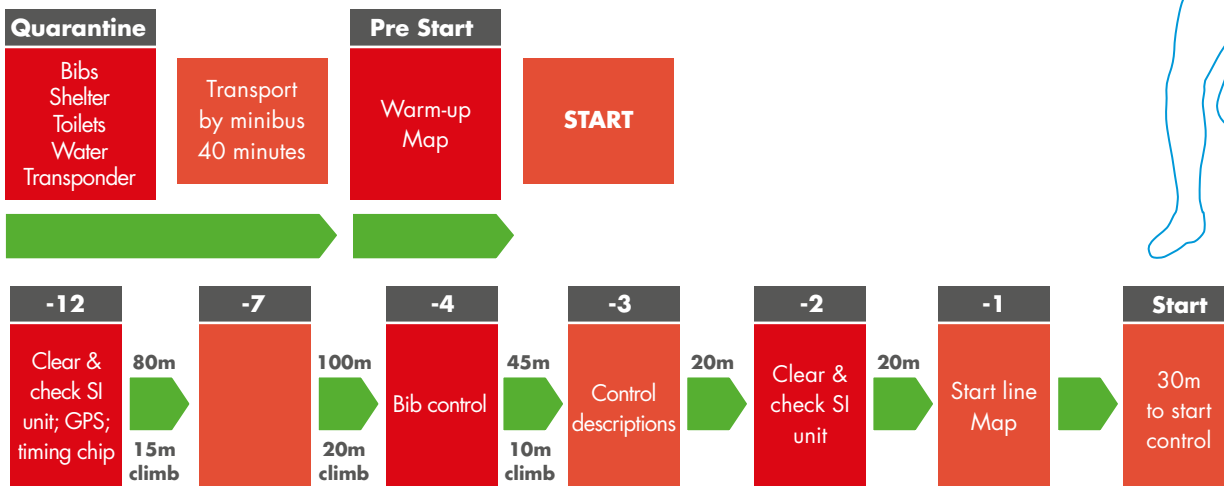 Quarantine
Bibs
Shelter
Toilets
Water
Transponder
Transport
by minibus
40 minutes
Pre Start
Warm-up
Map
START
-12
Clear &
check SI
unit; GPS;
timing chip
80m
15m
climb
-7
100m
20m
climb
-4
Bib control
45m
10m
climb
-3
Control
descriptions
20m
-2
Clear &
check SI
unit
20m
-1
Start line
Map
Start
30m
to start
control